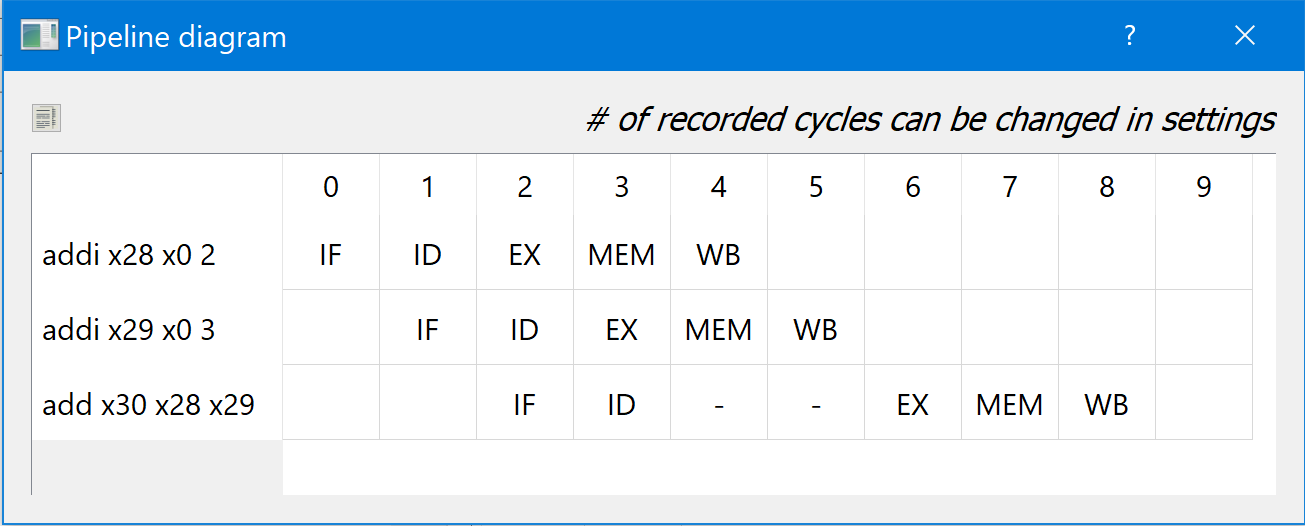 Pipeline diagram ?
# of recorded cycles can be changed in settings
0 1 2 3 4 5 6 7 8 9
addi x28 x0 2 IF ID EX MEM WB
addi x29 x0 3 IF ID EX MEM WB
add x30 x28 x29 IF ID - - EX MEM WB